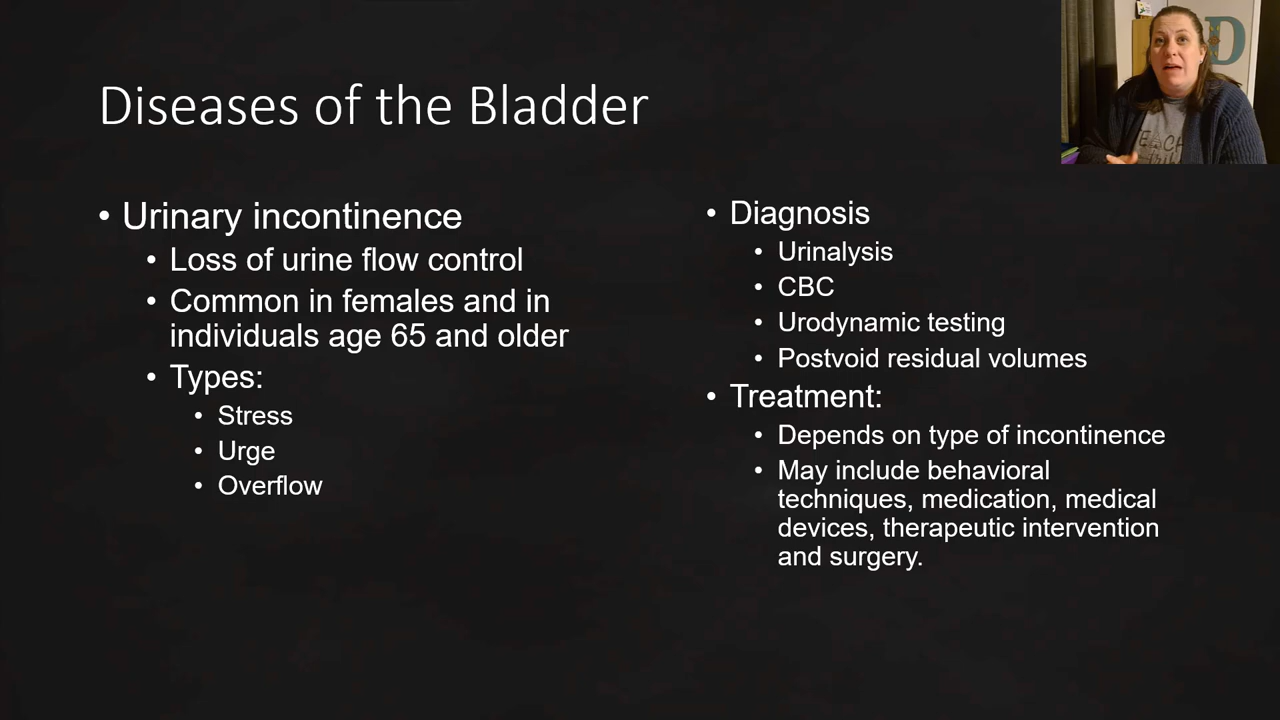 Diseases of the Bladder
• Urinary incontinence
• Loss of urine flow control
• Common in females and in
individuals age 65 and older
• Types:
• Stress
• Urge
• Overflow
• Diagnosis
• Urinalysis
• CBC
• Urodynamic testing
• Postvoid residual volumes
• Treatment:
• Depends on type of incontinence
• May include behavioral
techniques, medication, medical
devices, therapeutic intervention
and surgery.
D